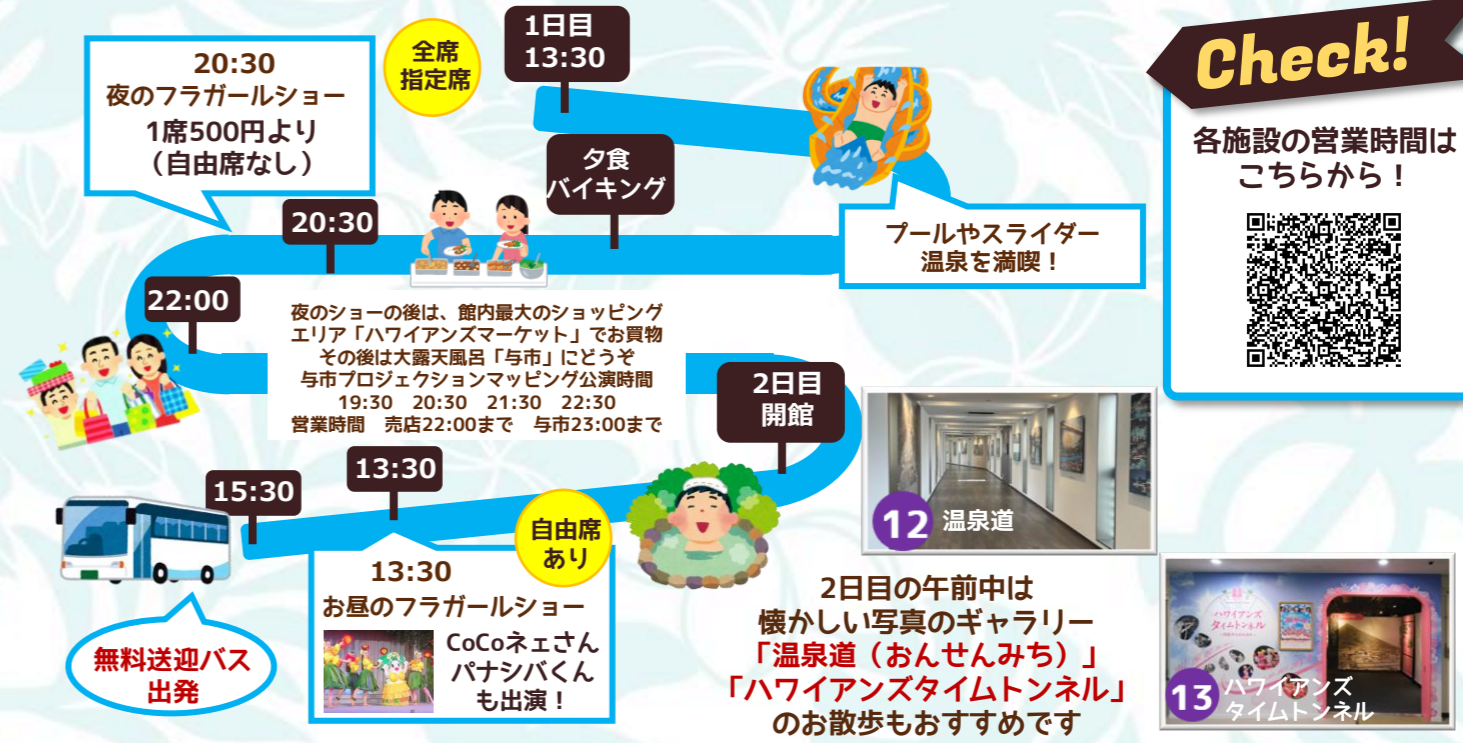 1日目
13:30
プールやスライダー
温泉を満喫！
夕食
バイキング
20:30
20:30
夜のフラガールショー
1席500円より
（自由席なし）
全席
指定席
22:00
夜のショーの後は、館内最大のショッピング
エリア「ハワイアンズマーケット」でお買物
その後は大露天風呂「与市」にどうぞ
与市プロジェクションマッピング公演時間
19:30　20:30　21:30　22:30
営業時間　売店22:00まで　与市23:00まで
2日目
開館
13:30
13:30
お昼のフラガールショー
CoCoネェさん
パナシバくん
も出演！
自由席
あり
15:30
無料送迎バス
出発
2日目の午前中は
懐かしい写真のギャラリー
「温泉道（おんせんみち）」
「ハワイアンズタイムトンネル」
のお散歩もおすすめです
12 温泉道
ハワイアンズ
タイムトンネル
13 ハワイアンズ
タイムトンネル
Check!
各施設の営業時間は
こちらから！